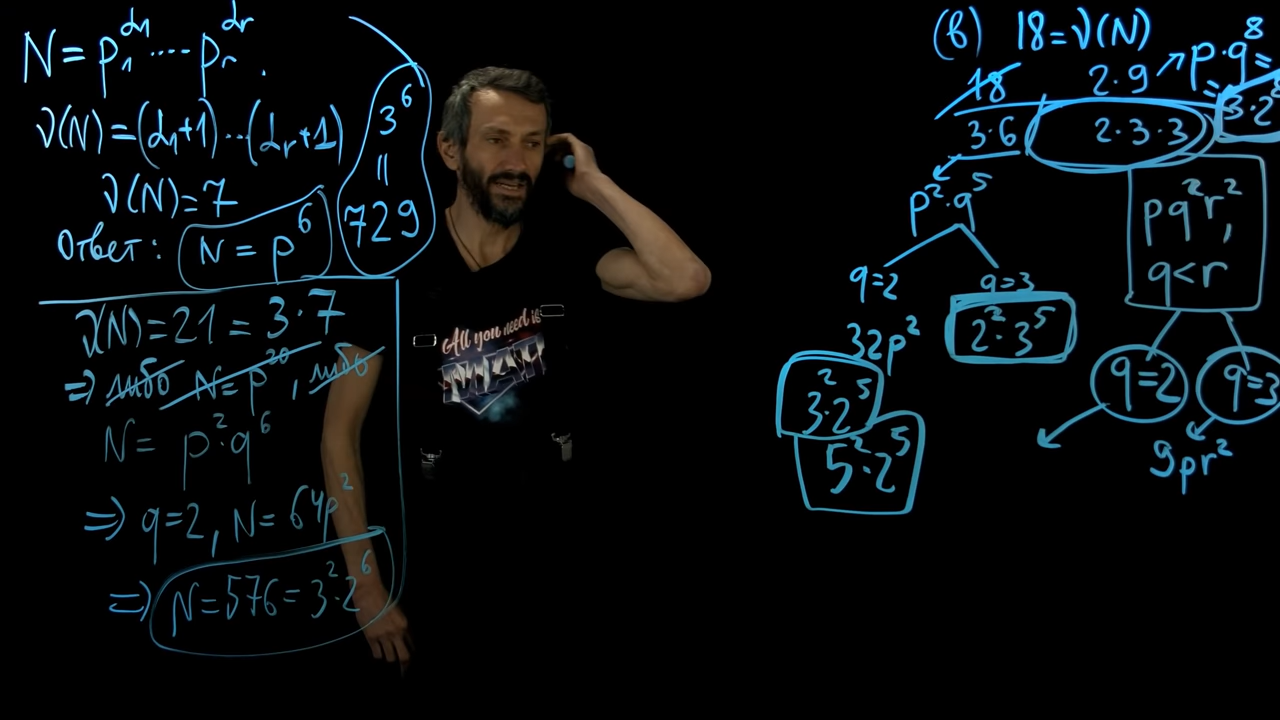 N = p₁^α₁ ····· pᵣ^αᵣ.
ν(N) = (α₁+1)···(αᵣ+1)
ν(N) = 7
Ответ: N = p⁶
3⁶
=
729
ν(N) = 21 = 3·7
⇒ либо N = p²⁰, либо
N = p²·q⁶
⇒ q=2, N = 64p²
⇒ N = 576 = 3²·2⁶
All you need is
(в) 18 = ν(N)
18 2·9 ↗ p·q⁸ =
= 3·2⁸
3·6 2·3·3
p²·q⁵
q=2 q=3
32p² 2²·3⁵
3²·2⁵
5²·2⁵
pq²r²,
q<r
q=2 q=3
9pr²